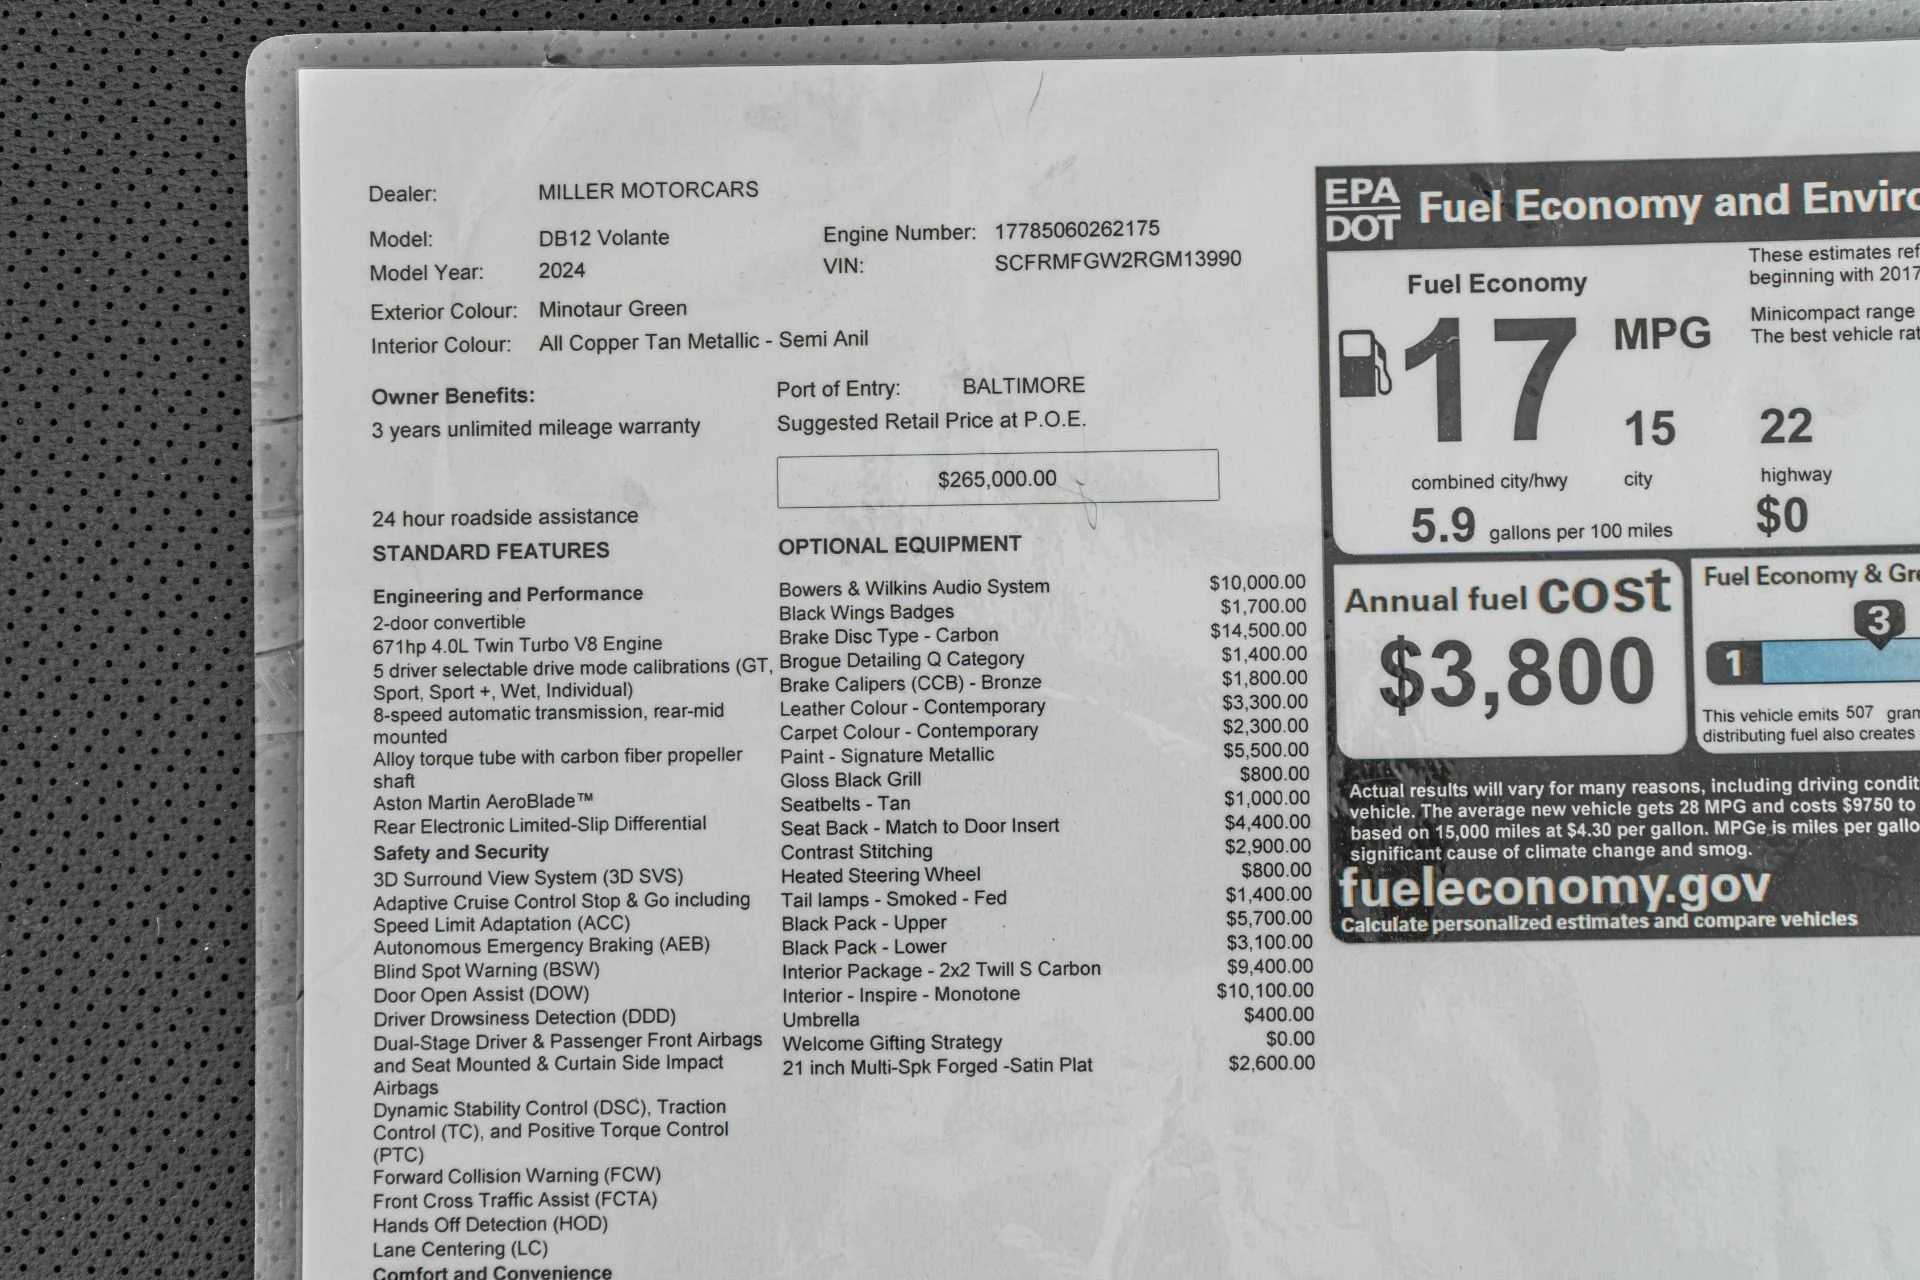 Dealer: MILLER MOTORCARS
Model: DB12 Volante
Engine Number: 17785060262175
Model Year: 2024
VIN: SCFRMFGW2RGM13990
Exterior Colour: Minotaur Green
Interior Colour: All Copper Tan Metallic - Semi Anil
Owner Benefits:
3 years unlimited mileage warranty
24 hour roadside assistance
Port of Entry: BALTIMORE
Suggested Retail Price at P.O.E.
$265,000.00
STANDARD FEATURES
Engineering and Performance
2-door convertible
671hp 4.0L Twin Turbo V8 Engine
5 driver selectable drive mode calibrations (GT,
Sport, Sport +, Wet, Individual)
8-speed automatic transmission, rear-mid
mounted
Alloy torque tube with carbon fiber propeller
shaft
Aston Martin AeroBlade™
Rear Electronic Limited-Slip Differential
Safety and Security
3D Surround View System (3D SVS)
Adaptive Cruise Control Stop & Go including
Speed Limit Adaptation (ACC)
Autonomous Emergency Braking (AEB)
Blind Spot Warning (BSW)
Door Open Assist (DOW)
Driver Drowsiness Detection (DDD)
Dual-Stage Driver & Passenger Front Airbags
and Seat Mounted & Curtain Side Impact
Airbags
Dynamic Stability Control (DSC), Traction
Control (TC), and Positive Torque Control
(PTC)
Forward Collision Warning (FCW)
Front Cross Traffic Assist (FCTA)
Hands Off Detection (HOD)
Lane Centering (LC)
Comfort and Convenience
OPTIONAL EQUIPMENT
Bowers & Wilkins Audio System $10,000.00
Black Wings Badges $1,700.00
Brake Disc Type - Carbon $14,500.00
Brogue Detailing Q Category $1,400.00
Brake Calipers (CCB) - Bronze $1,800.00
Leather Colour - Contemporary $3,300.00
Carpet Colour - Contemporary $2,300.00
Paint - Signature Metallic $5,500.00
Gloss Black Grill $800.00
Seatbelts - Tan $1,000.00
Seat Back - Match to Door Insert $4,400.00
Contrast Stitching $2,900.00
Heated Steering Wheel $800.00
Tail lamps - Smoked - Fed $1,400.00
Black Pack - Upper $5,700.00
Black Pack - Lower $3,100.00
Interior Package - 2x2 Twill S Carbon $9,400.00
Interior - Inspire - Monotone $10,100.00
Umbrella $400.00
Welcome Gifting Strategy $0.00
21 inch Multi-Spk Forged -Satin Plat $2,600.00
EPA
DOT
Fuel Economy and Enviro
Fuel Economy
17 MPG
combined city/hwy
15
city
22
highway
5.9 gallons per 100 miles
$0
These estimates ref
beginning with 2017
Minicompact range
The best vehicle rat
Annual fuel cost
$3,800
Fuel Economy & Gre
3
1
This vehicle emits 507 gran
distributing fuel also creates
Actual results will vary for many reasons, including driving condit
vehicle. The average new vehicle gets 28 MPG and costs $9750 to
based on 15,000 miles at $4.30 per gallon. MPGe is miles per gallo
significant cause of climate change and smog.
fueleconomy.gov
Calculate personalized estimates and compare vehicles